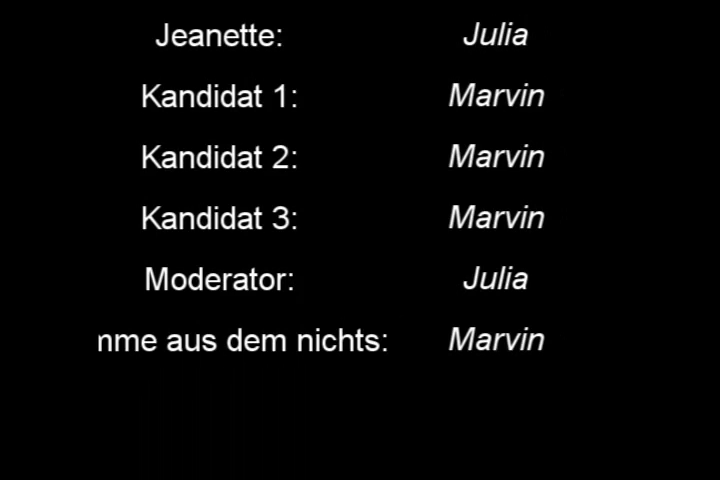 Jeanette: Julia
Kandidat 1: Marvin
Kandidat 2: Marvin
Kandidat 3: Marvin
Moderator: Julia
nme aus dem nichts: Marvin